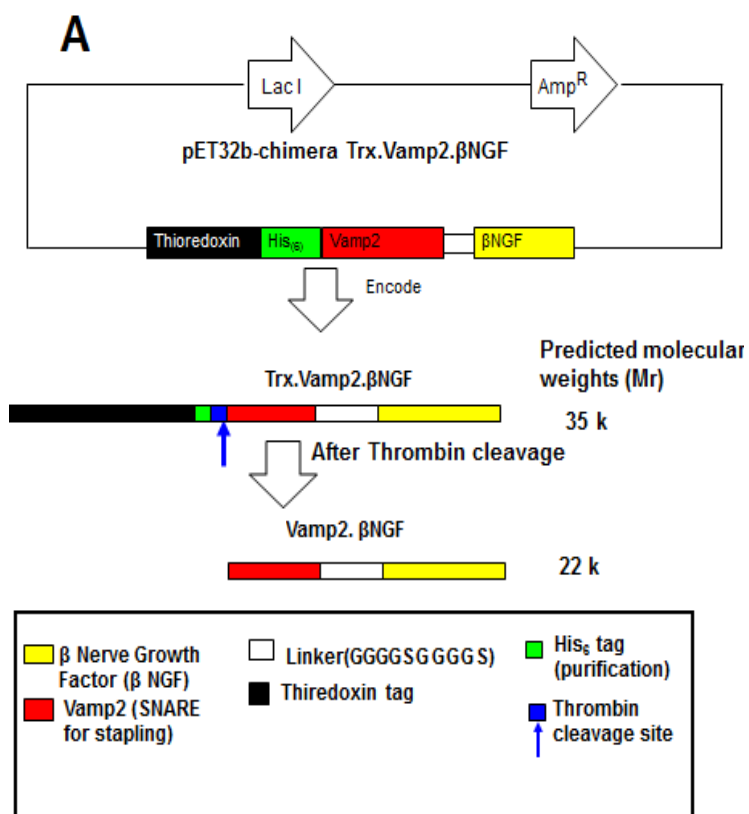 A
Lac I
Amp^R
pET32b-chimera Trx.Vamp2.βNGF
Thioredoxin His(6) Vamp2 βNGF
Encode
Predicted molecular
weights (Mr)
Trx.Vamp2.βNGF
35 k
After Thrombin cleavage
Vamp2. βNGF
22 k
β Nerve Growth
Factor (β NGF)
Vamp2 (SNARE
for stapling)
Linker(GGGGSGGGGS)
Thiredoxin tag
His₆ tag
(purification)
Thrombin
cleavage site